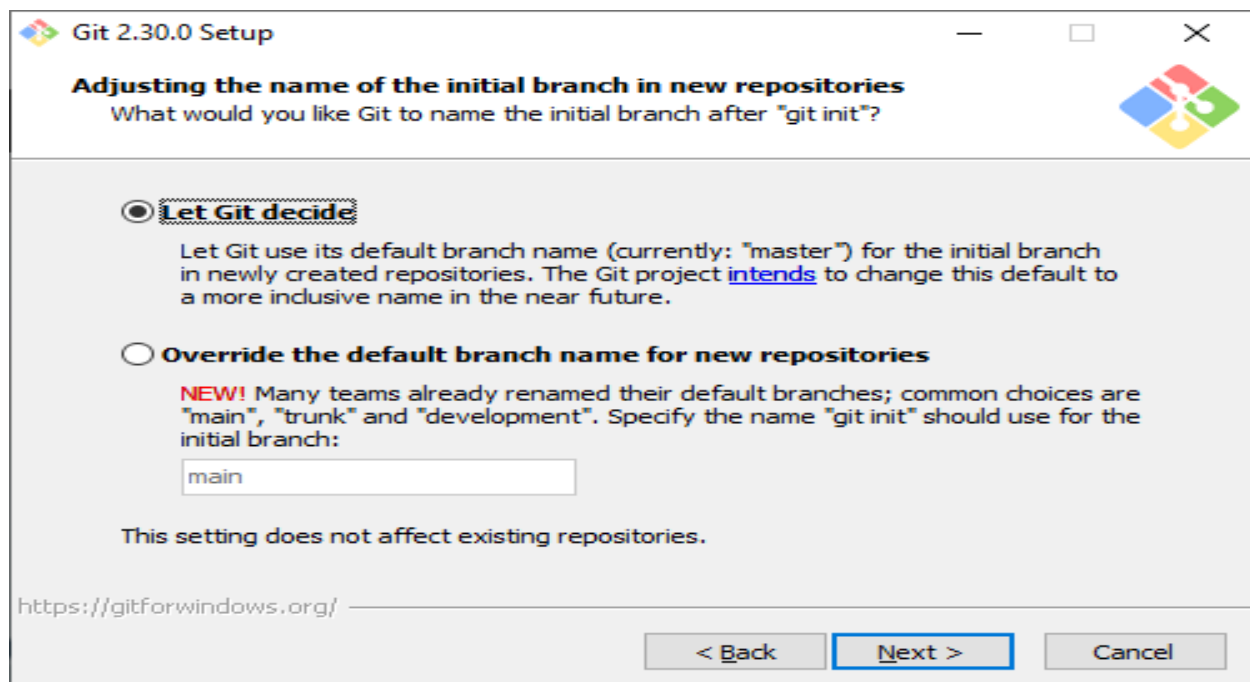 Git 2.30.0 Setup
Adjusting the name of the initial branch in new repositories
What would you like Git to name the initial branch after "git init"?
Let Git decide
Let Git use its default branch name (currently: "master") for the initial branch
in newly created repositories. The Git project intends to change this default to
a more inclusive name in the near future.
Override the default branch name for new repositories
NEW! Many teams already renamed their default branches; common choices are
"main", "trunk" and "development". Specify the name "git init" should use for the
initial branch:
main
This setting does not affect existing repositories.
https://gitforwindows.org/
< Back
Next >
Cancel